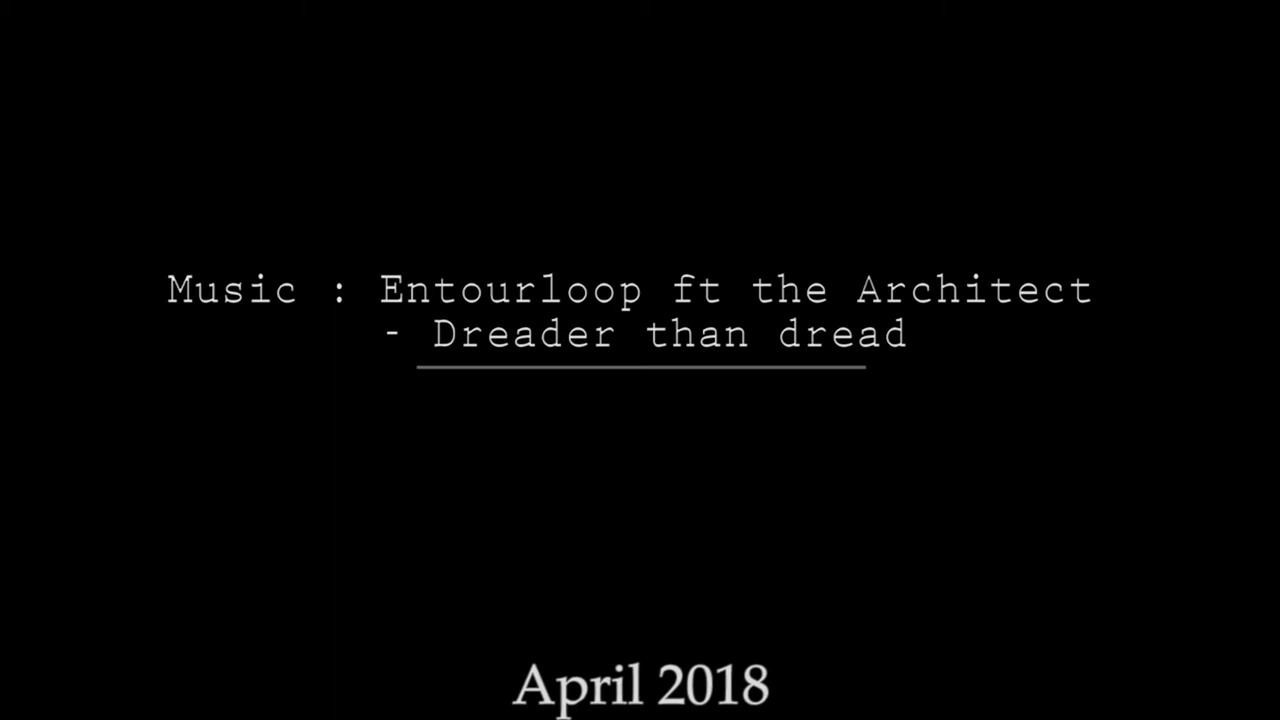 Music : Entourloop ft the Architect
- Dreader than dread
April 2018